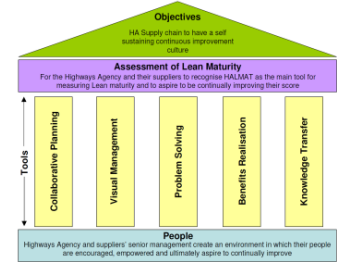 Objectives
HA Supply chain to have a self
sustaining continuous improvement
culture
Assessment of Lean Maturity
For the Highways Agency and their suppliers to recognise HALMAT as the main tool for
measuring Lean maturity and to aspire to be continually improving their score
Tools
Collaborative Planning
Visual Management
Problem Solving
Benefits Realisation
Knowledge Transfer
People
Highways Agency and suppliers' senior management create an environment in which their people
are encouraged, empowered and ultimately aspire to continually improve